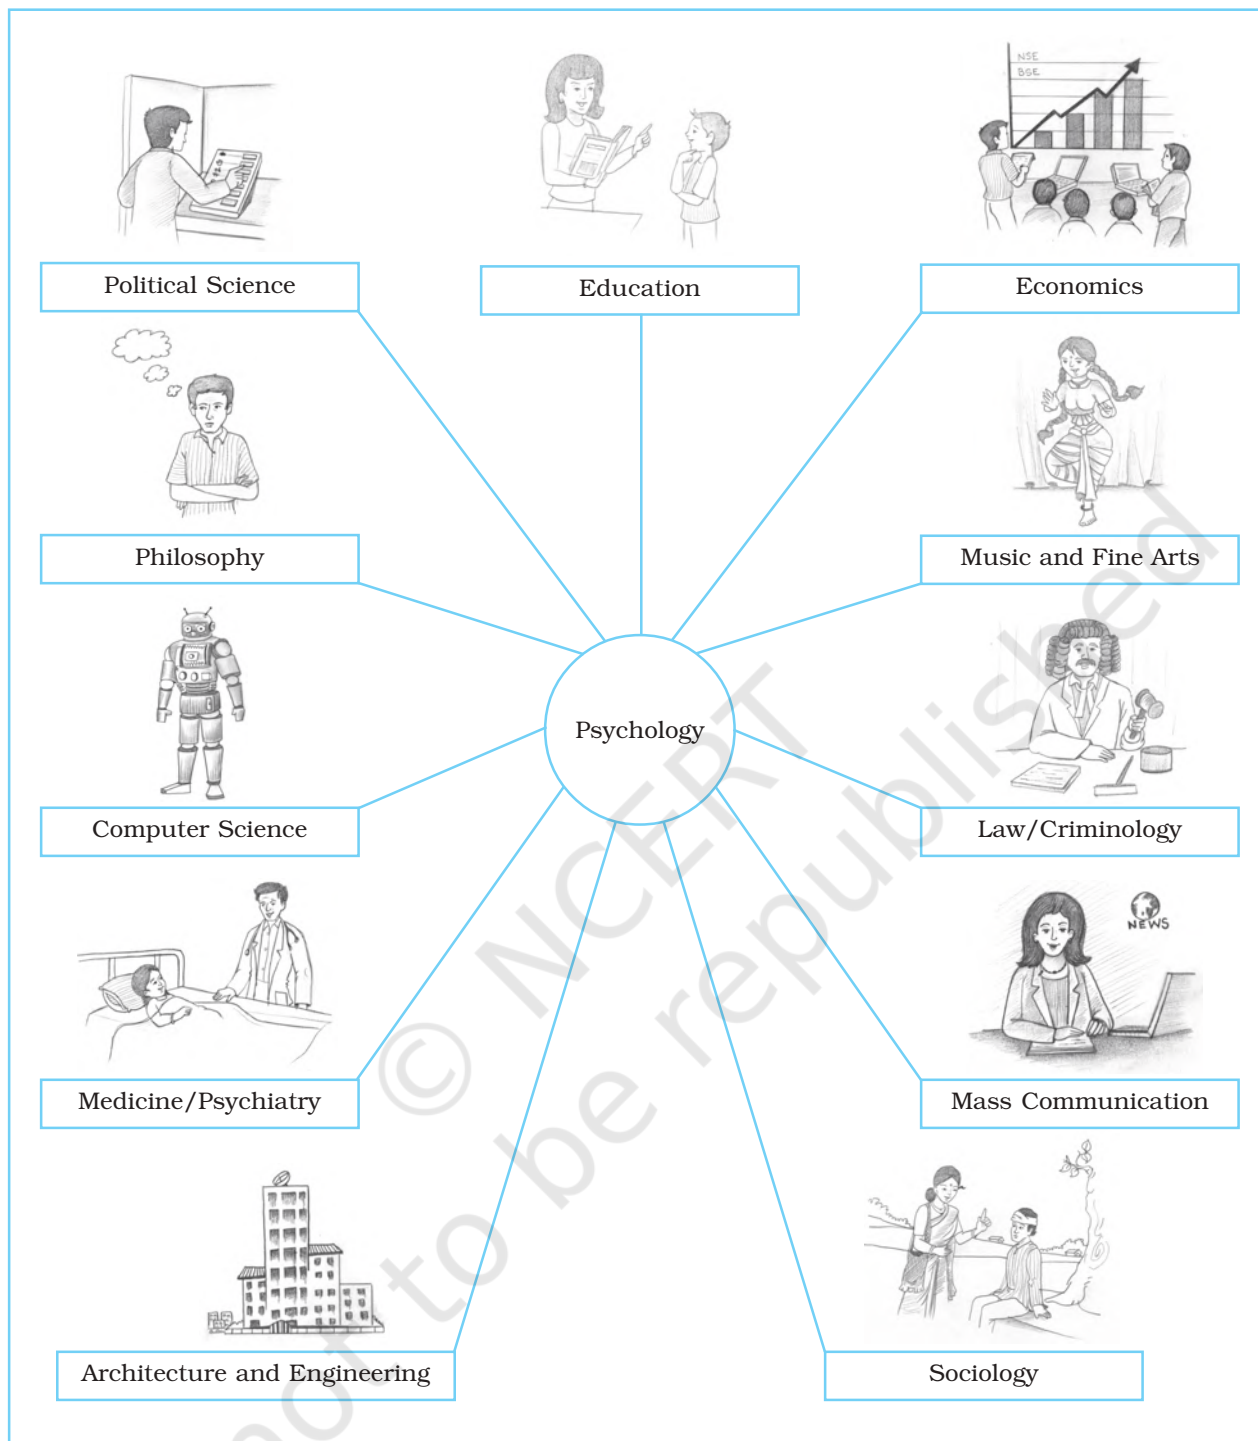 NSE
BSE
Political Science
Education
Economics
Philosophy
Music and Fine Arts
Psychology
Computer Science
Law/Criminology
NEWS
Medicine/Psychiatry
Mass Communication
Architecture and Engineering
Sociology
© NCERT
not to be republished